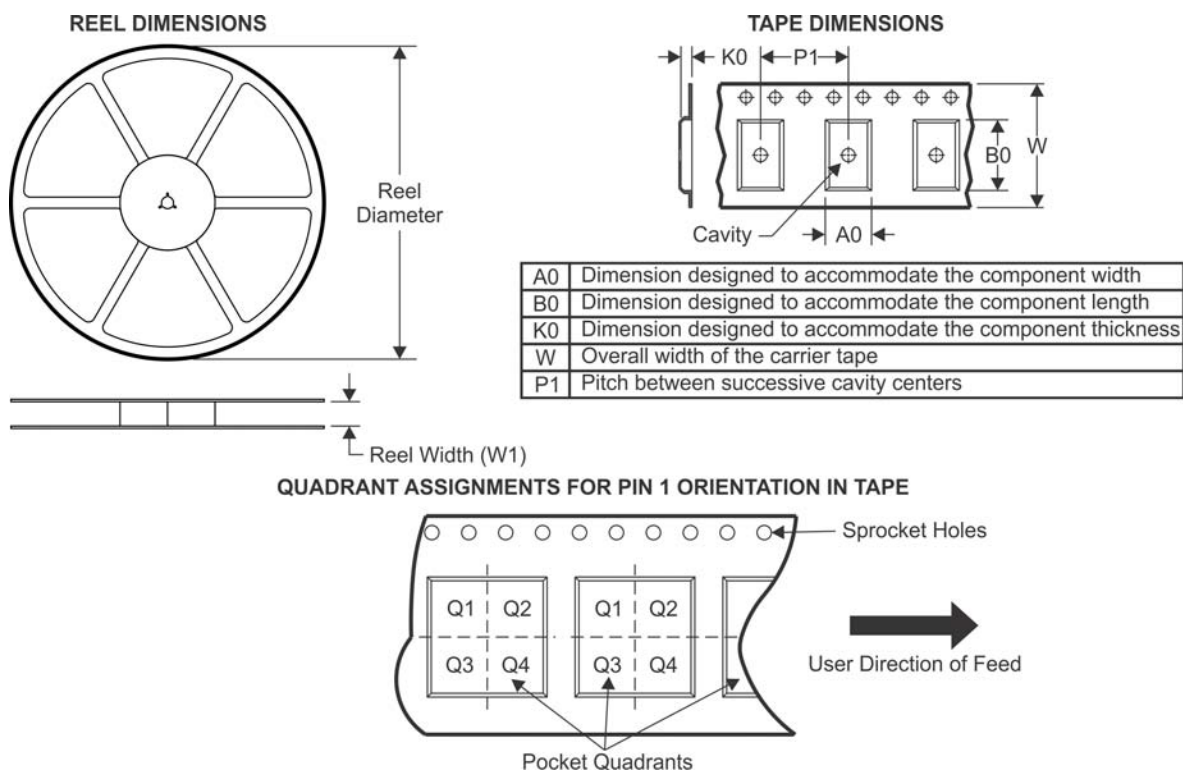 REEL DIMENSIONS
Reel
Diameter
Reel Width (W1)
TAPE DIMENSIONS
K0
P1
B0
W
Cavity
A0
A0 Dimension designed to accommodate the component width
B0 Dimension designed to accommodate the component length
K0 Dimension designed to accommodate the component thickness
W Overall width of the carrier tape
P1 Pitch between successive cavity centers
QUADRANT ASSIGNMENTS FOR PIN 1 ORIENTATION IN TAPE
Sprocket Holes
Q1 Q2 Q1 Q2
Q3 Q4 Q3 Q4
User Direction of Feed
Pocket Quadrants